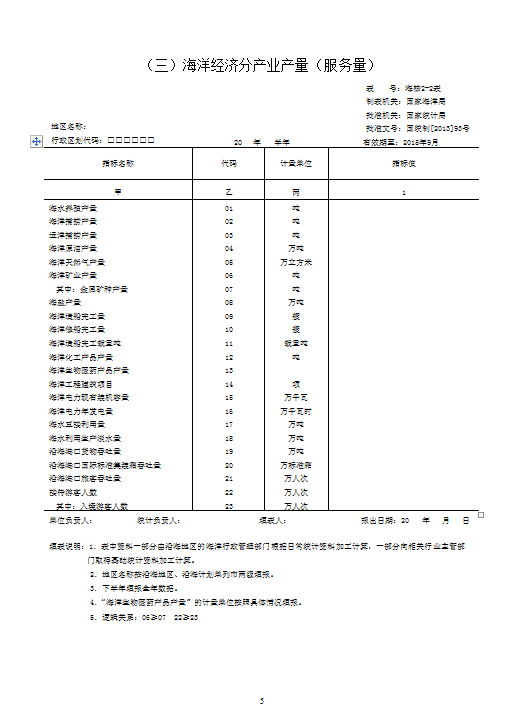 （三）海洋经济分产业产量（服务量）
表　　号：海核2-2表
制表机关：国家海洋局
批准机关：国家统计局
地区名称： 批准文号：国统制[2013]93号
行政区划代码：□□□□□□ 20 年 半年 有效期至：2015年9月
指标名称 代码 计量单位 指标值
甲 乙 丙 1
海水养殖产量 01 吨
海洋捕捞产量 02 吨
远洋捕捞产量 03 吨
海洋原油产量 04 万吨
海洋天然气产量 05 万立方米
海洋矿业产量 06 吨
其中：金属矿种产量 07 吨
海盐产量 08 万吨
海洋造船完工量 09 艘
海洋修船完工量 10 艘
海洋造船完工载重吨 11 载重吨
海洋化工产品产量 12 吨
海洋生物医药产品产量 13
海洋工程建筑项目 14 项
海洋电力现有装机容量 15 万千瓦
海洋电力年发电量 16 万千瓦时
海水直接利用量 17 万吨
海水利用生产淡水量 18 万吨
沿海港口货物吞吐量 19 万吨
沿海港口国际标准集装箱吞吐量 20 万标准箱
沿海港口旅客吞吐量 21 万人次
接待游客人数 22 万人次
其中：入境游客人数 23 万人次
单位负责人： 统计负责人： 填表人： 报出日期：20 年 月 日
填表说明：1．表中资料一部分由沿海地区的海洋行政管理部门根据日常统计资料加工计算，一部分向相关行业主管部
门取得基础统计资料加工计算。
2．地区名称按沿海地区、沿海计划单列市两级填报。
3．下半年填报全年数据。
4．“海洋生物医药产品产量”的计量单位按照具体情况填报。
5．逻辑关系：06≥07 22≥23
5